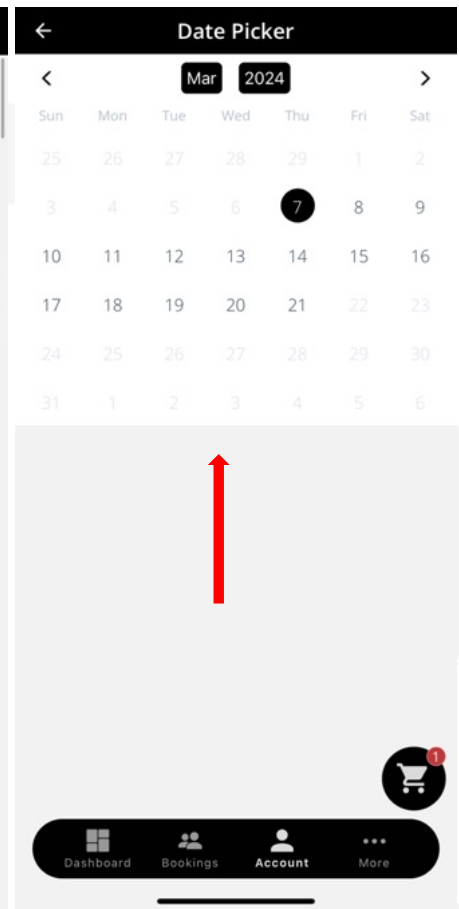 Date Picker
Mar 2024
Sun Mon Tue Wed Thu Fri Sat
25 26 27 28 29 1 2
3 4 5 6 7 8 9
10 11 12 13 14 15 16
17 18 19 20 21 22 23
24 25 26 27 28 29 30
31 1 2 3 4 5 6
1
Dashboard Bookings Account More